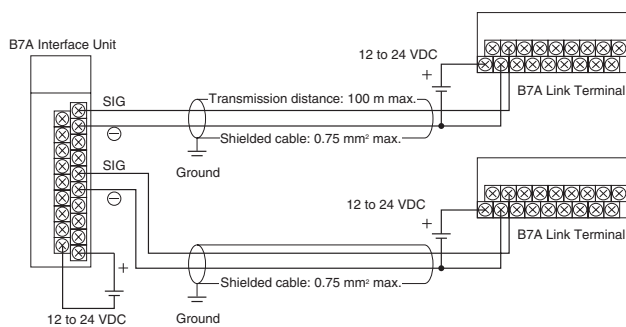 B7A Interface Unit
12 to 24 VDC
+
B7A Link Terminal
SIG
Transmission distance: 100 m max.
⊖
Shielded cable: 0.75 mm² max.
Ground
SIG
⊖
12 to 24 VDC
+
B7A Link Terminal
Shielded cable: 0.75 mm² max.
+
12 to 24 VDC
Ground